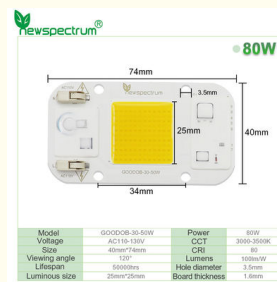 newspectrum®
80W
74mm
3.5mm
Newspectrum
25mm
40mm
GOODOB-30-50W
34mm
Model GOODOB-30-50W Power 80W
Voltage AC110-130V CCT 3000-3500K
Size 40mm*74mm CRI 90
Viewing angle 120° Lumens 100lm/W
Lifespan 50000hrs Hole diameter 3.5mm
Luminous size 25mm*25mm Board thickness 1.6mm